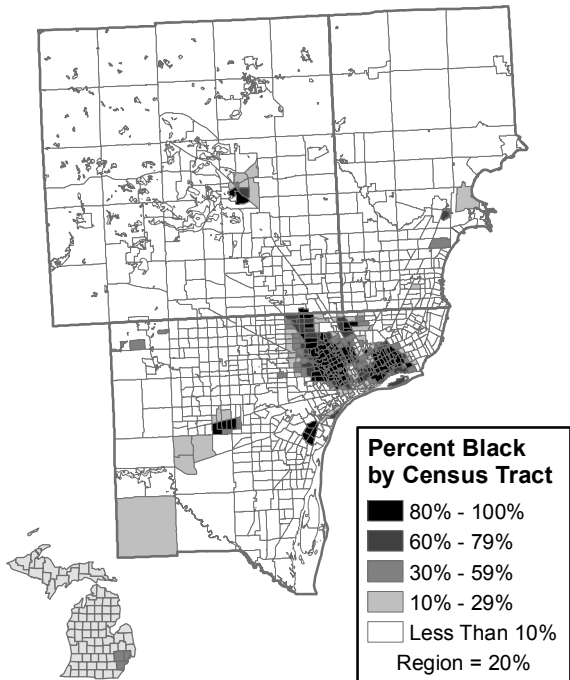 Percent Black
by Census Tract
80% - 100%
60% - 79%
30% - 59%
10% - 29%
Less Than 10%
Region = 20%